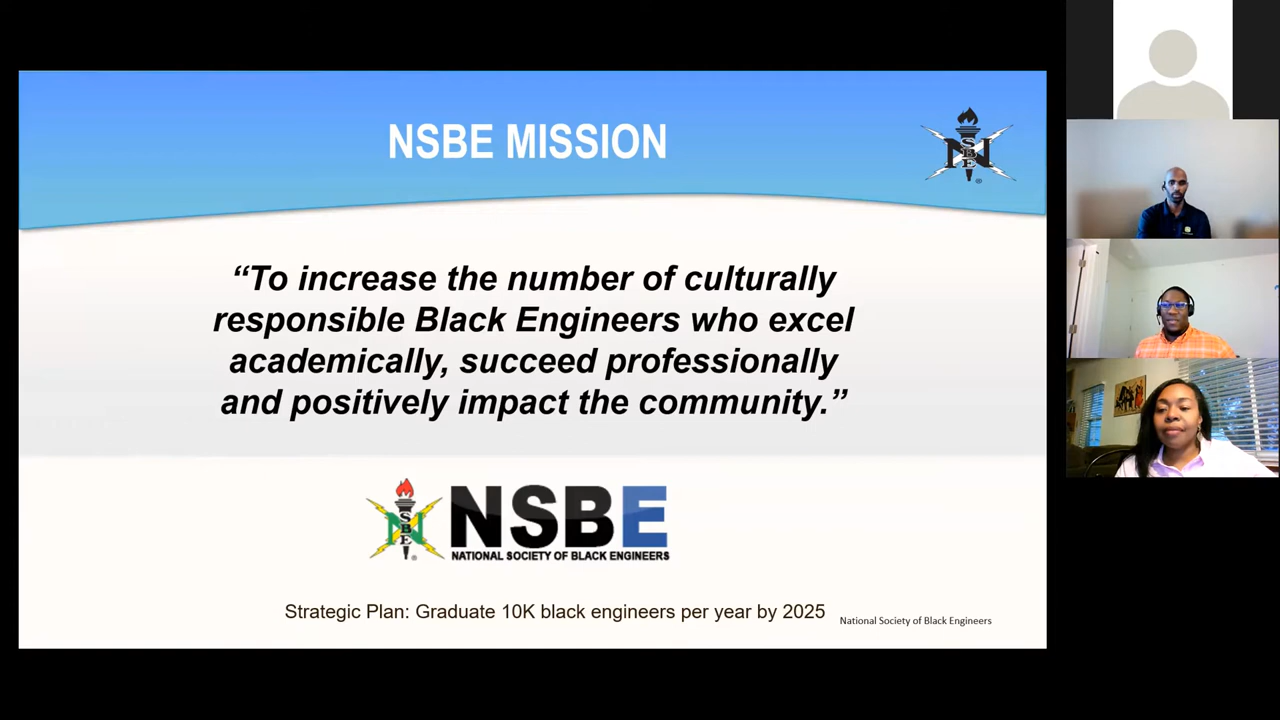 NSBE MISSION
NSBE
“To increase the number of culturally
responsible Black Engineers who excel
academically, succeed professionally
and positively impact the community.”
NSBE
NSBE
NATIONAL SOCIETY OF BLACK ENGINEERS
Strategic Plan: Graduate 10K black engineers per year by 2025
National Society of Black Engineers